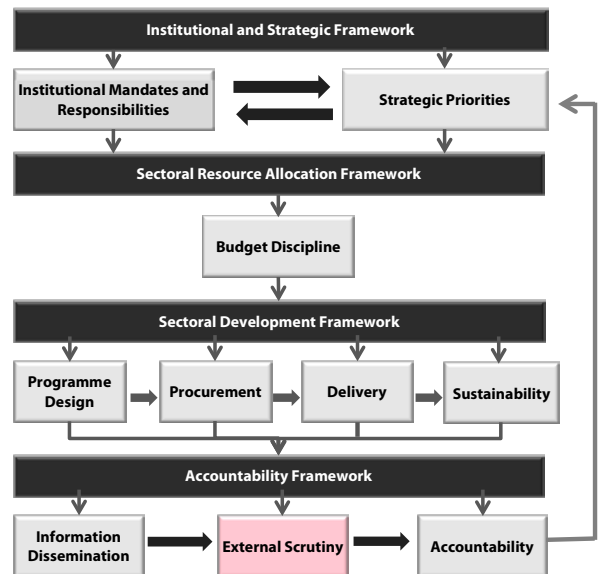 Institutional and Strategic Framework
Institutional Mandates and
Responsibilities
Strategic Priorities
Sectoral Resource Allocation Framework
Budget Discipline
Sectoral Development Framework
Programme
Design
Procurement
Delivery
Sustainability
Accountability Framework
Information
Dissemination
External Scrutiny
Accountability